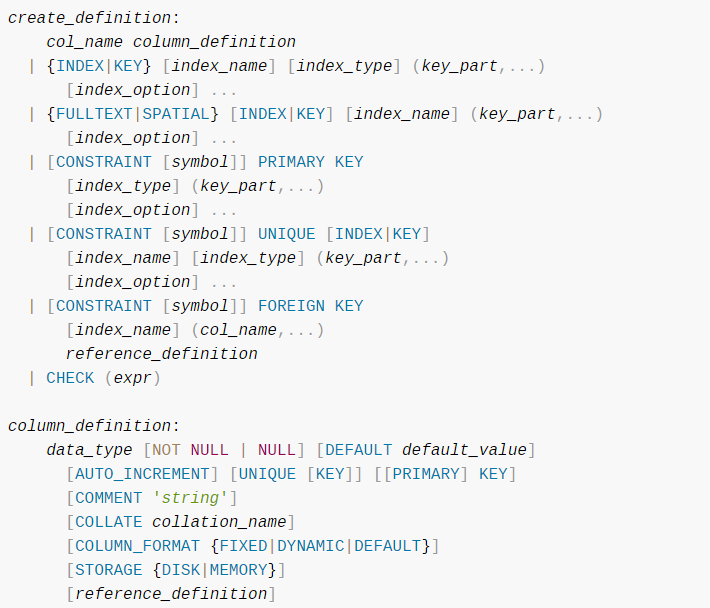 create_definition:
    col_name column_definition
  | {INDEX|KEY} [index_name] [index_type] (key_part,...)
      [index_option] ...
  | {FULLTEXT|SPATIAL} [INDEX|KEY] [index_name] (key_part,...)
      [index_option] ...
  | [CONSTRAINT [symbol]] PRIMARY KEY
      [index_type] (key_part,...)
      [index_option] ...
  | [CONSTRAINT [symbol]] UNIQUE [INDEX|KEY]
      [index_name] [index_type] (key_part,...)
      [index_option] ...
  | [CONSTRAINT [symbol]] FOREIGN KEY
      [index_name] (col_name,...)
      reference_definition
  | CHECK (expr)

column_definition:
    data_type [NOT NULL | NULL] [DEFAULT default_value]
      [AUTO_INCREMENT] [UNIQUE [KEY]] [[PRIMARY] KEY]
      [COMMENT 'string']
      [COLLATE collation_name]
      [COLUMN_FORMAT {FIXED|DYNAMIC|DEFAULT}]
      [STORAGE {DISK|MEMORY}]
      [reference_definition]